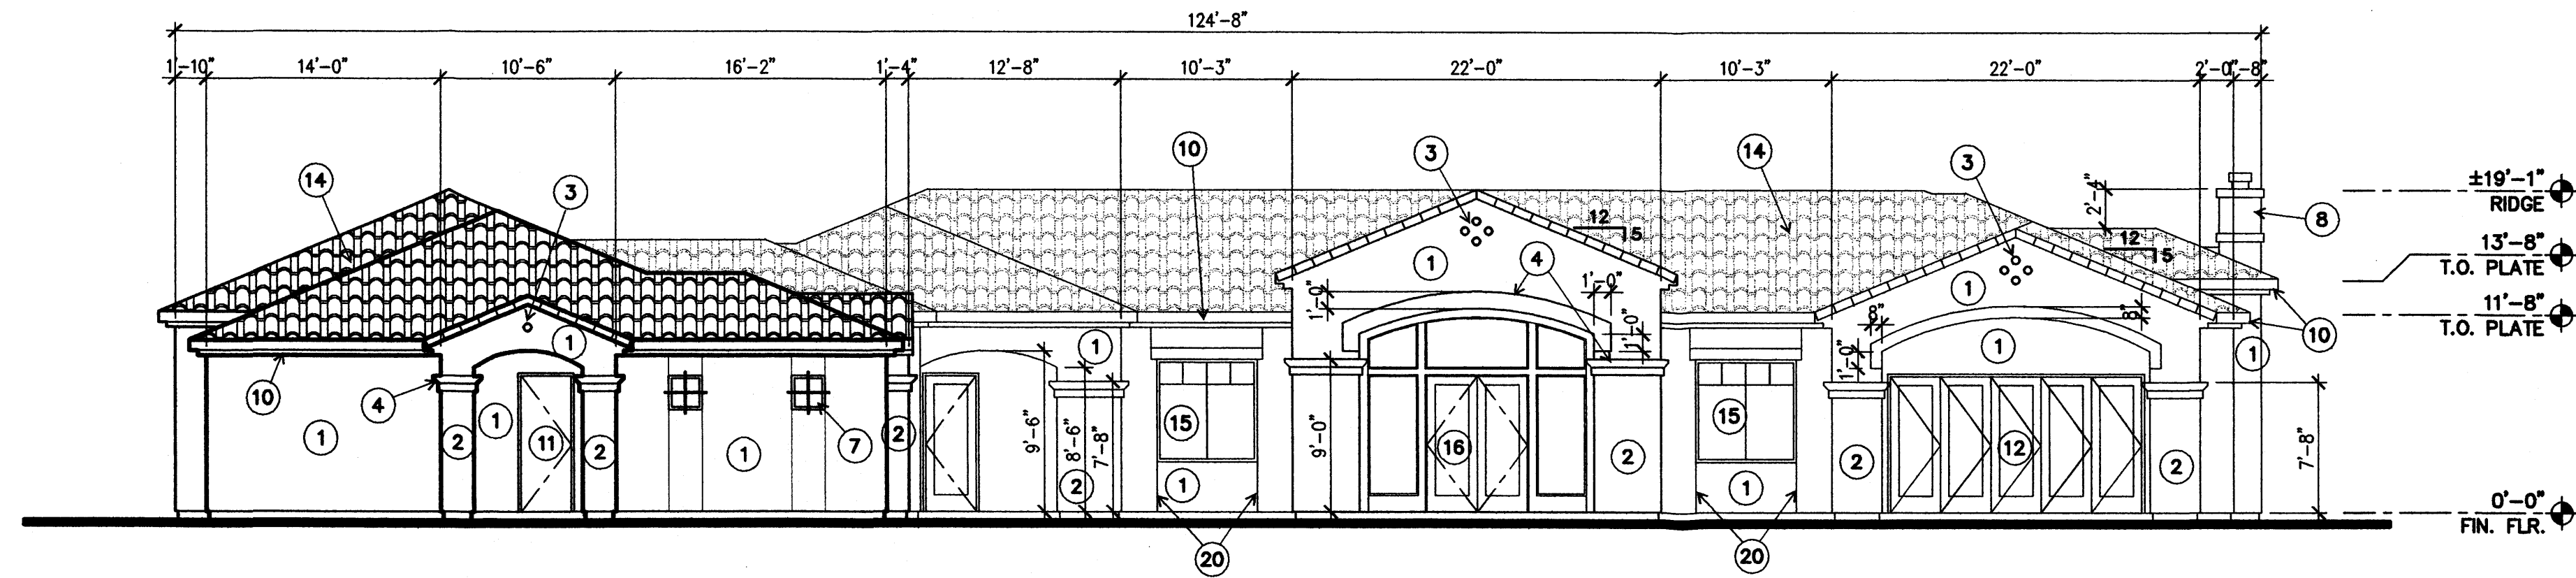 124'-8"
1'-10" 14'-0" 10'-6" 16'-2" 1'-4" 12'-8" 10'-3" 22'-0" 10'-3" 22'-0" 2'-0" 1'-8"
10 3 14 3
14 3
±19'-1"
RIDGE
2'-4"
8
12
5
12
5
13'-8"
T.O. PLATE
1 4 1
1'-0" 1'-0"
11'-8"
T.O. PLATE
8" 8"
10
1 1 1'-0" 1 1
1'-0"
10 4
1 1 11 2 2 1 7 2
9'-6" 8'-6" 7'-8"
2
15 1
9'-0"
16 2
15 1
2 12 2
7'-8"
0'-0"
FIN. FLR.
20 20